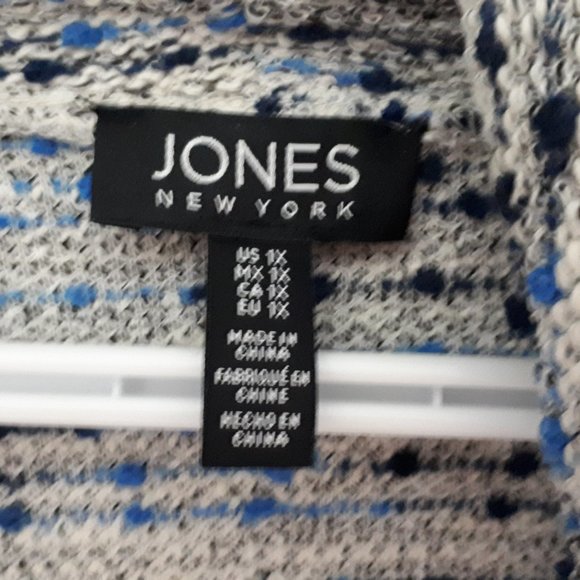 JONES
NEW YORK
US 1X
MX 1X
CA 1X
EU 1X
MADE IN
CHINA
FABRIQUÉ EN
CHINE
HECHO EN
CHINA